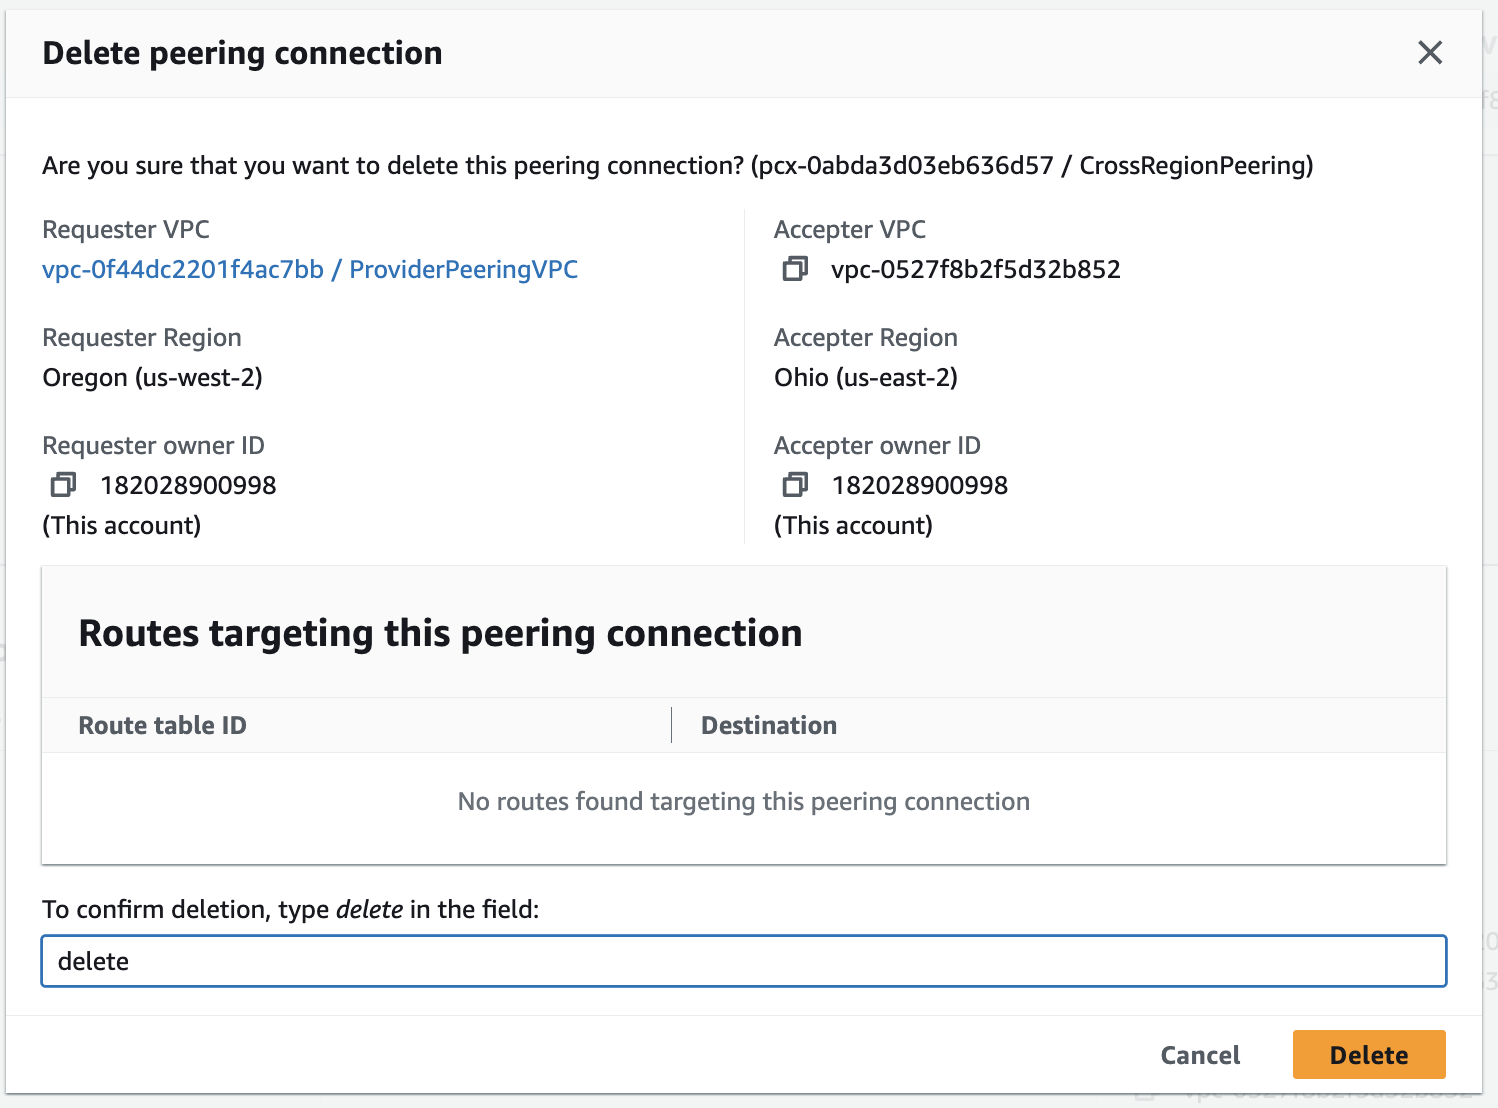 Delete peering connection
Are you sure that you want to delete this peering connection? (pcx-0abda3d03eb636d57 / CrossRegionPeering)
Requester VPC
vpc-0f44dc2201f4ac7bb / ProviderPeeringVPC
Accepter VPC
vpc-0527f8b2f5d32b852
Requester Region
Oregon (us-west-2)
Accepter Region
Ohio (us-east-2)
Requester owner ID
182028900998
(This account)
Accepter owner ID
182028900998
(This account)
Routes targeting this peering connection
Route table ID
Destination
No routes found targeting this peering connection
To confirm deletion, type delete in the field:
delete
Cancel
Delete